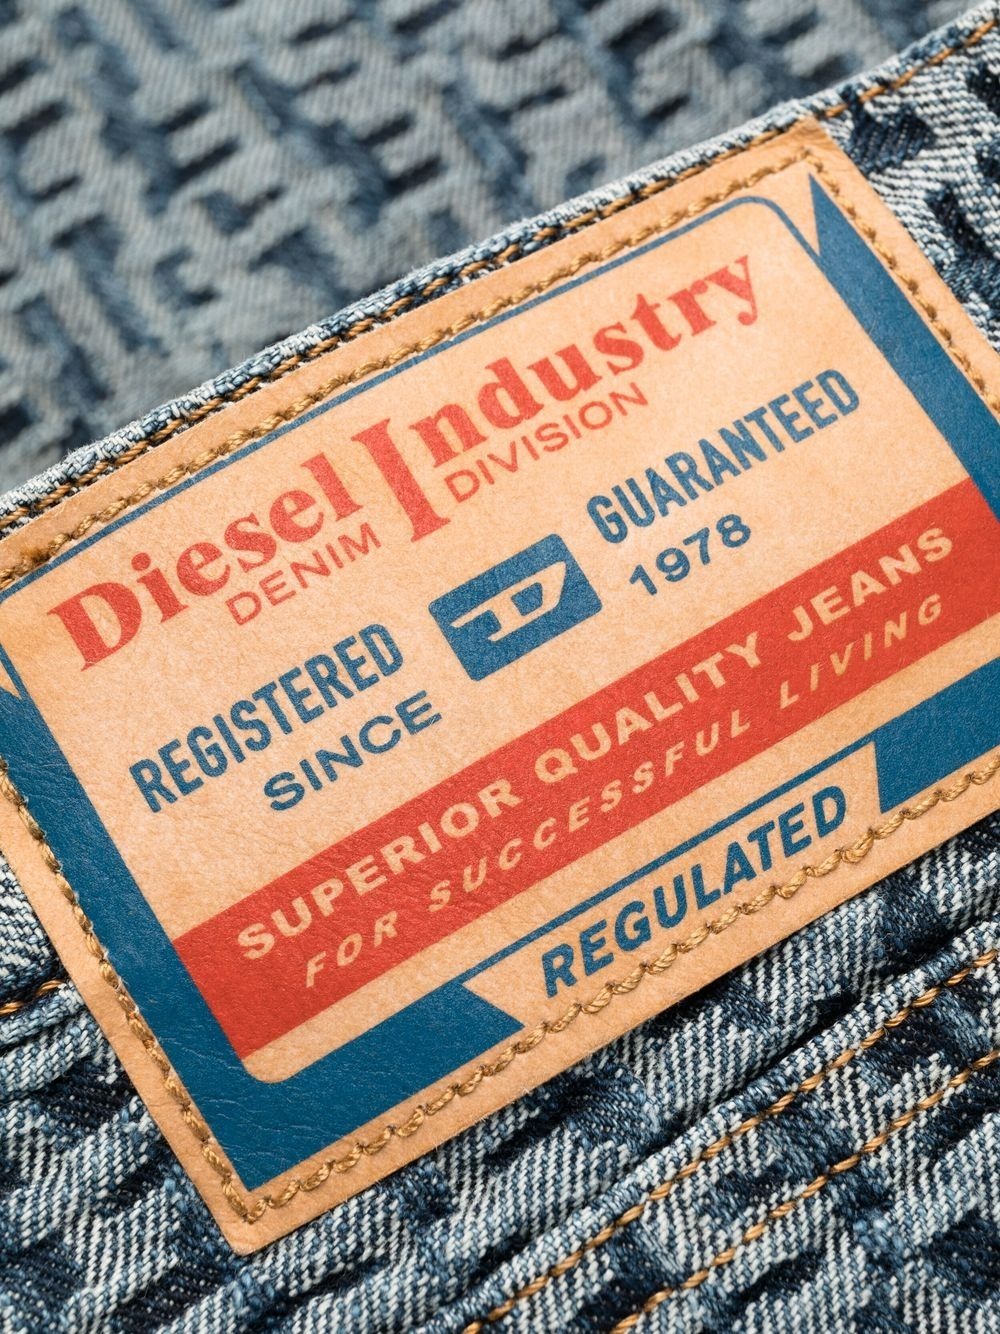 Diesel Industry
DENIM DIVISION
REGISTERED D GUARANTEED
SINCE 1978
SUPERIOR QUALITY JEANS
FOR SUCCESSFUL LIVING
REGULATED